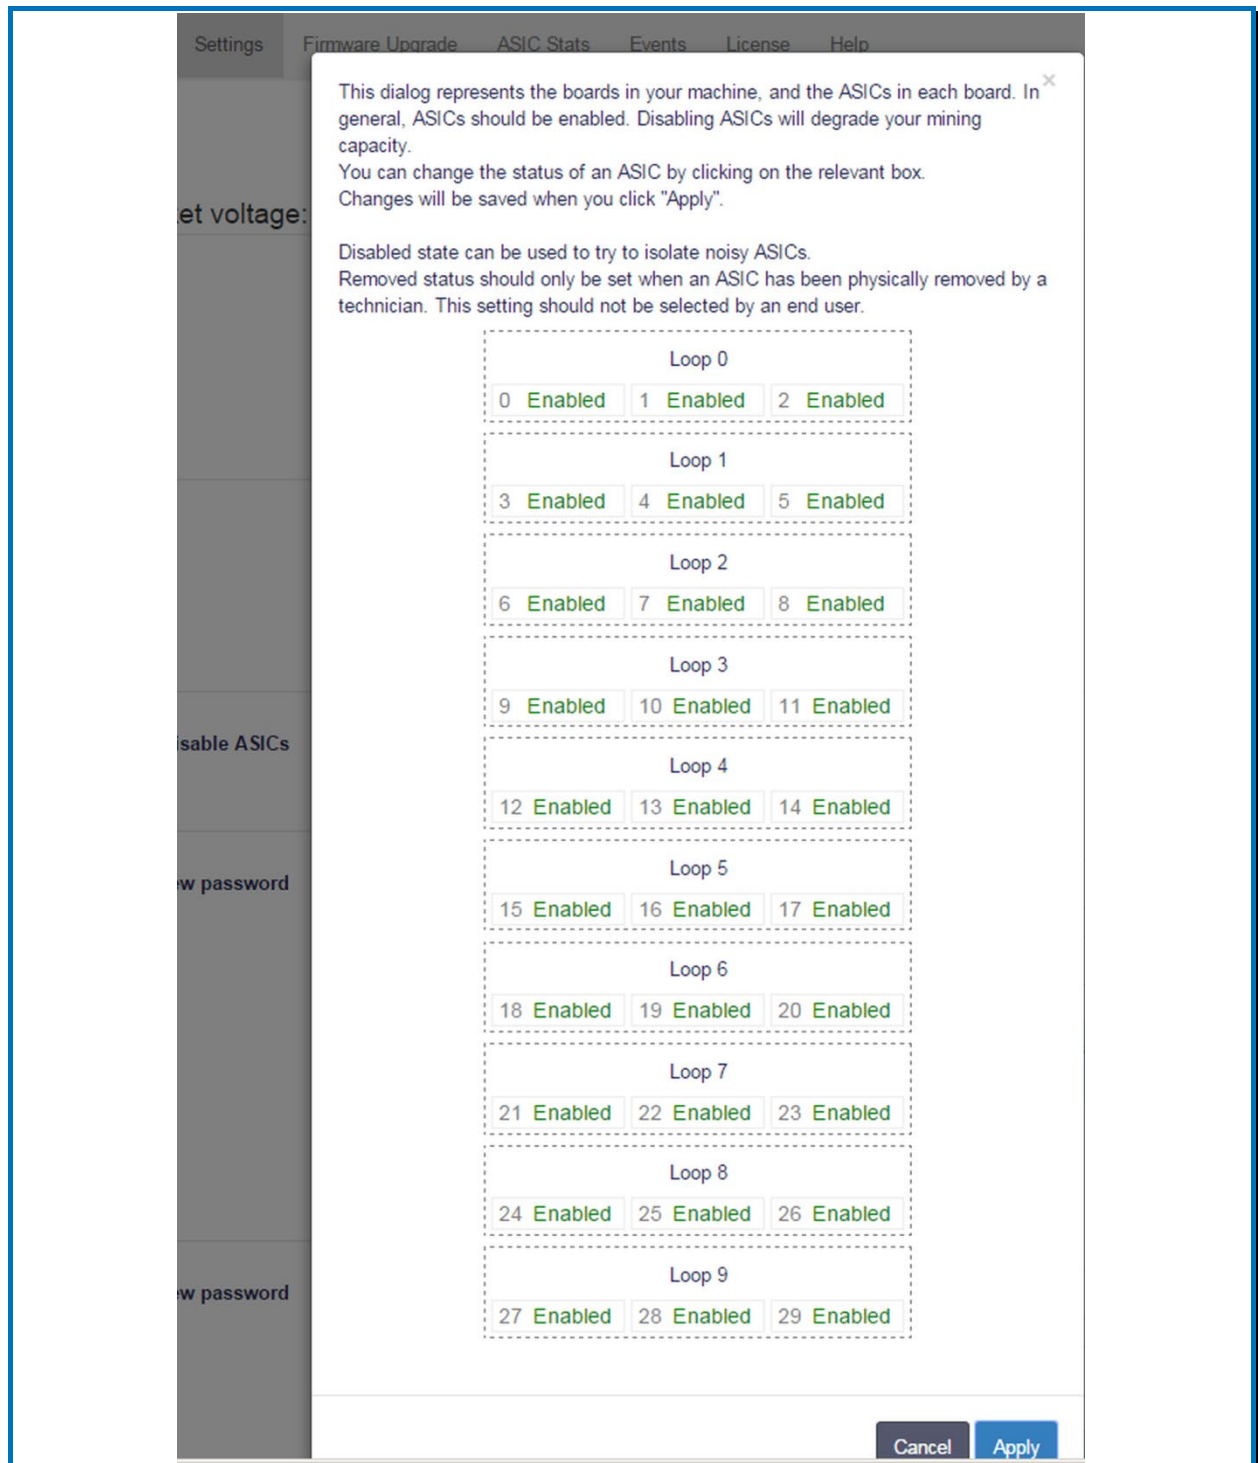 Settings Firmware Upgrade ASIC Stats Events License Help
×
This dialog represents the boards in your machine, and the ASICs in each board. In
general, ASICs should be enabled. Disabling ASICs will degrade your mining
capacity.
You can change the status of an ASIC by clicking on the relevant box.
Changes will be saved when you click "Apply".
et voltage:
Disabled state can be used to try to isolate noisy ASICs.
Removed status should only be set when an ASIC has been physically removed by a
technician. This setting should not be selected by an end user.
Loop 0
0 Enabled 1 Enabled 2 Enabled
Loop 1
3 Enabled 4 Enabled 5 Enabled
Loop 2
6 Enabled 7 Enabled 8 Enabled
Loop 3
9 Enabled 10 Enabled 11 Enabled
isable ASICs
Loop 4
12 Enabled 13 Enabled 14 Enabled
Loop 5
w password
15 Enabled 16 Enabled 17 Enabled
Loop 6
18 Enabled 19 Enabled 20 Enabled
Loop 7
21 Enabled 22 Enabled 23 Enabled
Loop 8
24 Enabled 25 Enabled 26 Enabled
Loop 9
w password
27 Enabled 28 Enabled 29 Enabled
Cancel Apply